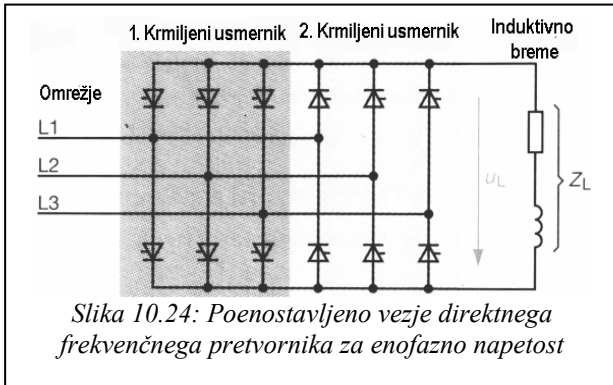 1. Krmiljeni usmernik 2. Krmiljeni usmernik
Induktivno
breme
Omrežje
L1
L2
L3
uL
ZL
Slika 10.24: Poenostavljeno vezje direktnega
frekvenčnega pretvornika za enofazno napetost